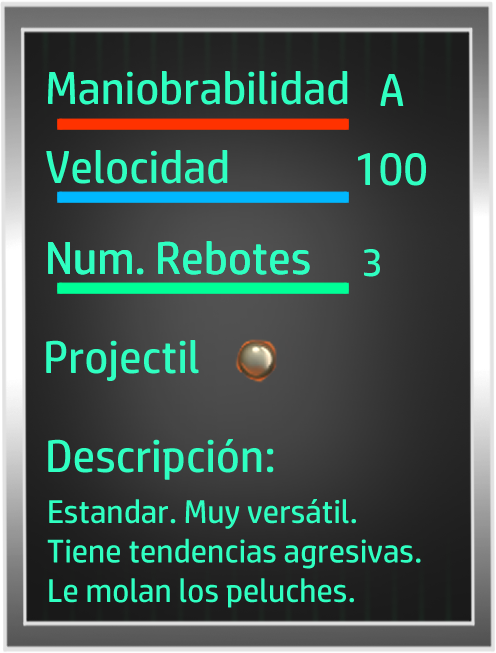 Maniobrabilidad A
Velocidad 100
Num. Rebotes 3
Projectil
Descripción:
Estandar. Muy versátil.
Tiene tendencias agresivas.
Le molan los peluches.